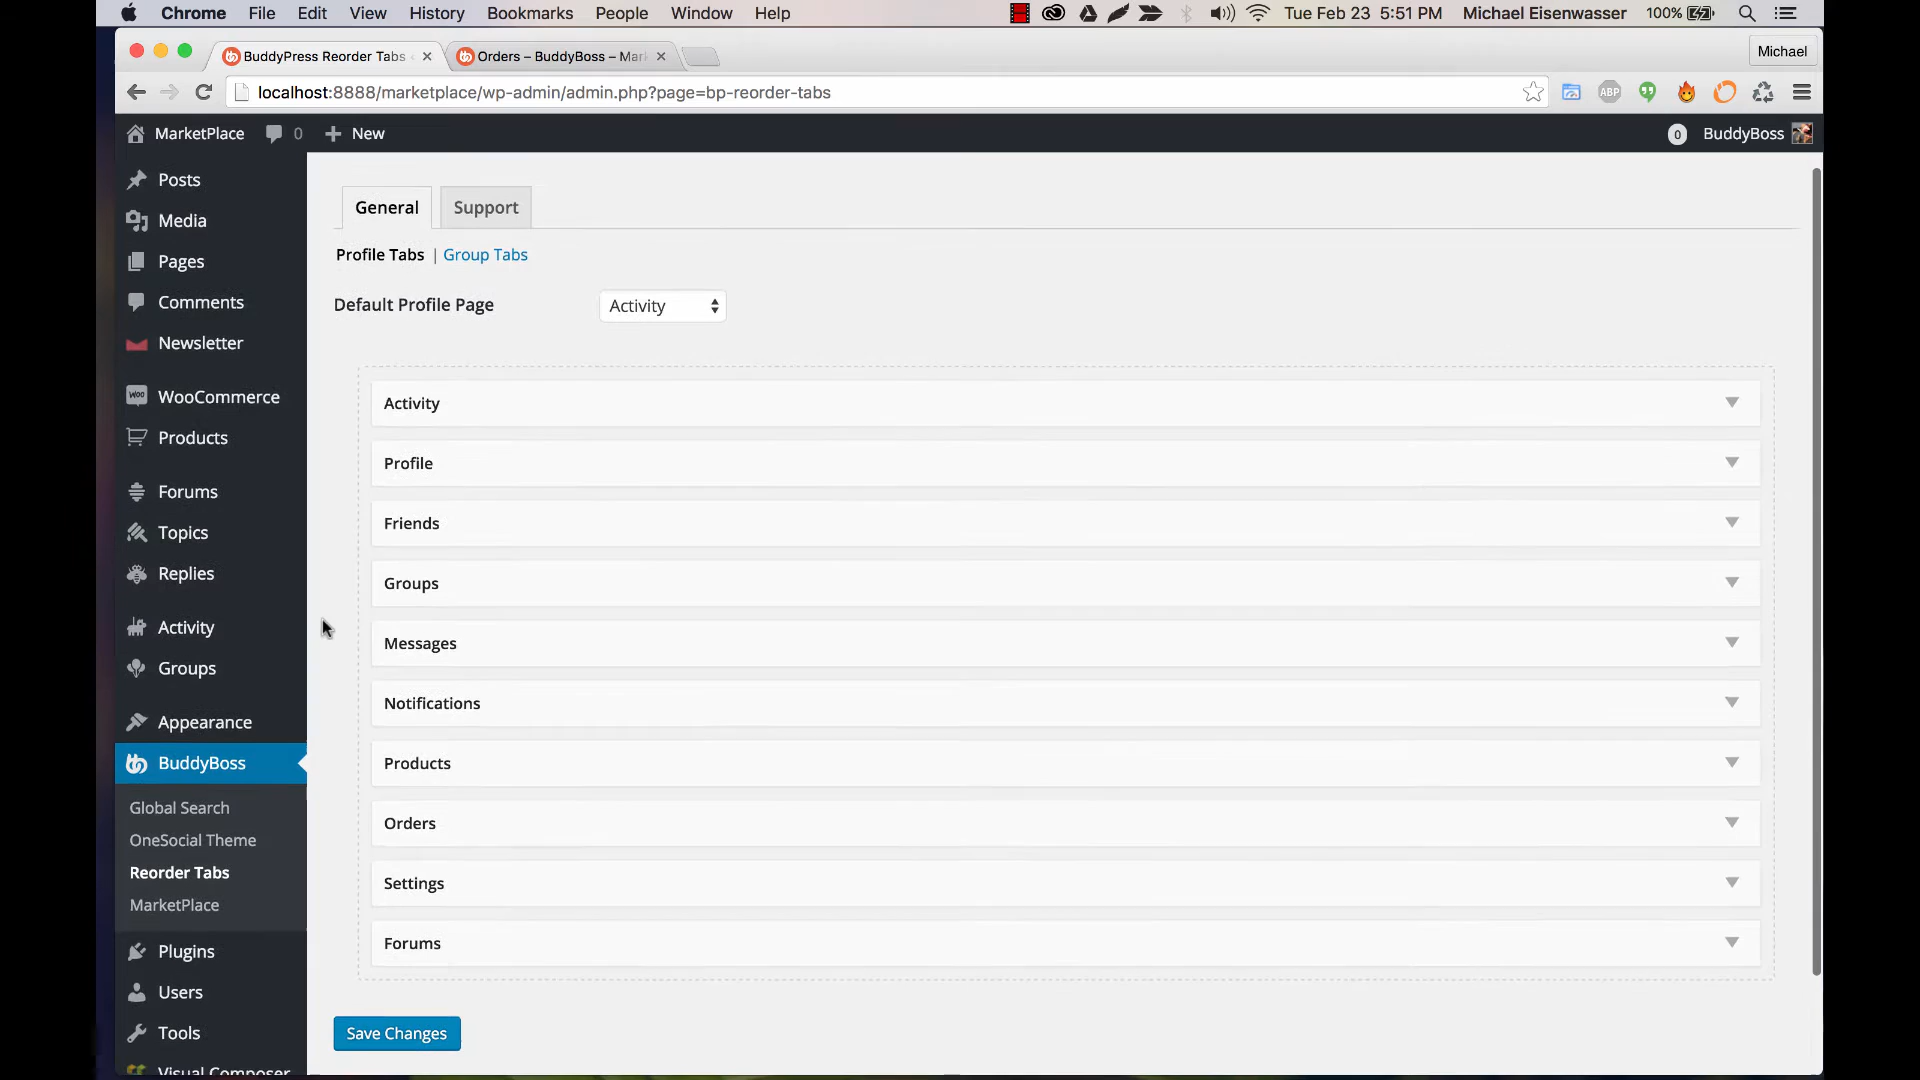 Chrome File Edit View History Bookmarks People Window Help Tue Feb 23 5:51 PM Michael Eisenwasser 100%
BuddyPress Reorder Tabs Orders – BuddyBoss – Mar Michael
localhost:8888/marketplace/wp-admin/admin.php?page=bp-reorder-tabs ABP
MarketPlace 0 New 0 BuddyBoss
Posts
Media
Pages
Comments
Newsletter
Woo WooCommerce
Products
Forums
Topics
Replies
Activity
Groups
Appearance
BuddyBoss
Global Search
OneSocial Theme
Reorder Tabs
MarketPlace
Plugins
Users
Tools
Visual Composer
General Support
Profile Tabs | Group Tabs
Default Profile Page Activity
Activity
Profile
Friends
Groups
Messages
Notifications
Products
Orders
Settings
Forums
Save Changes